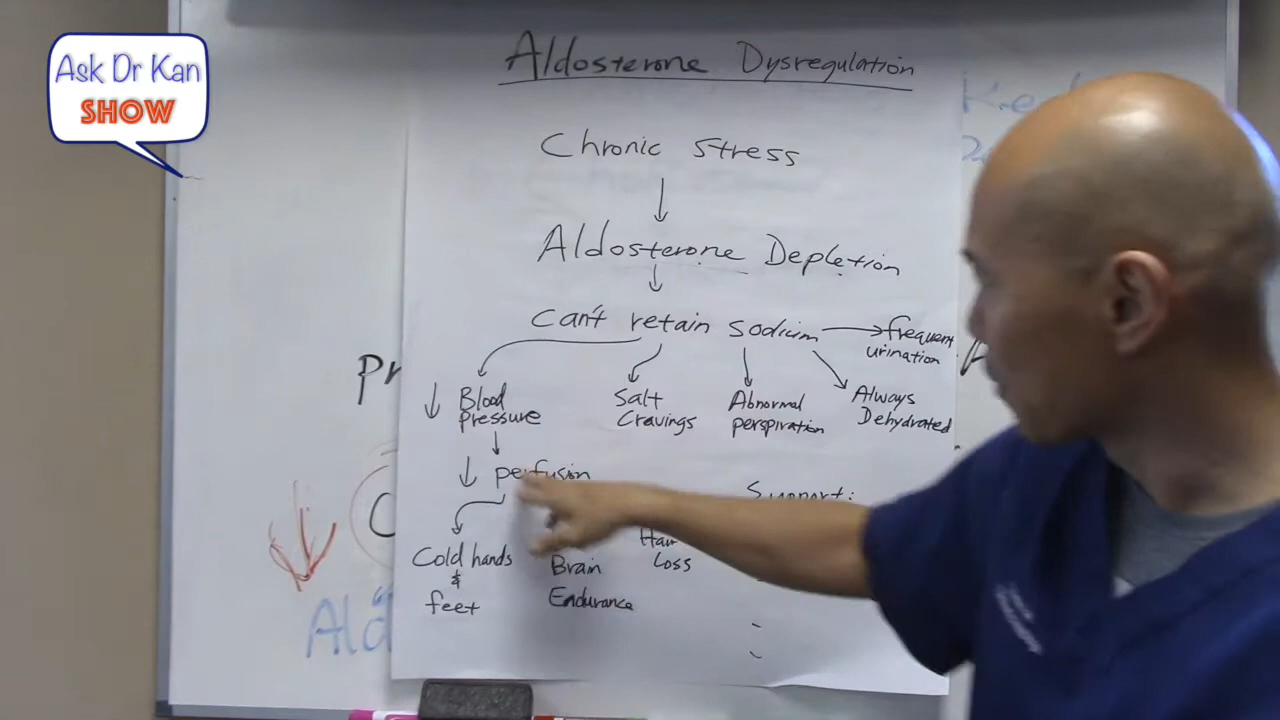 Ask Dr Kan
SHOW
Aldosterone Dysregulation
Chronic stress
Aldosterone Depletion
Can't retain sodium
frequent
urination
Blood
pressure
Salt
Cravings
Abnormal
perspiration
Always
Dehydrated
perfusion
Support:
Cold hands
&
feet
Brain
Endurance
Hair
Loss